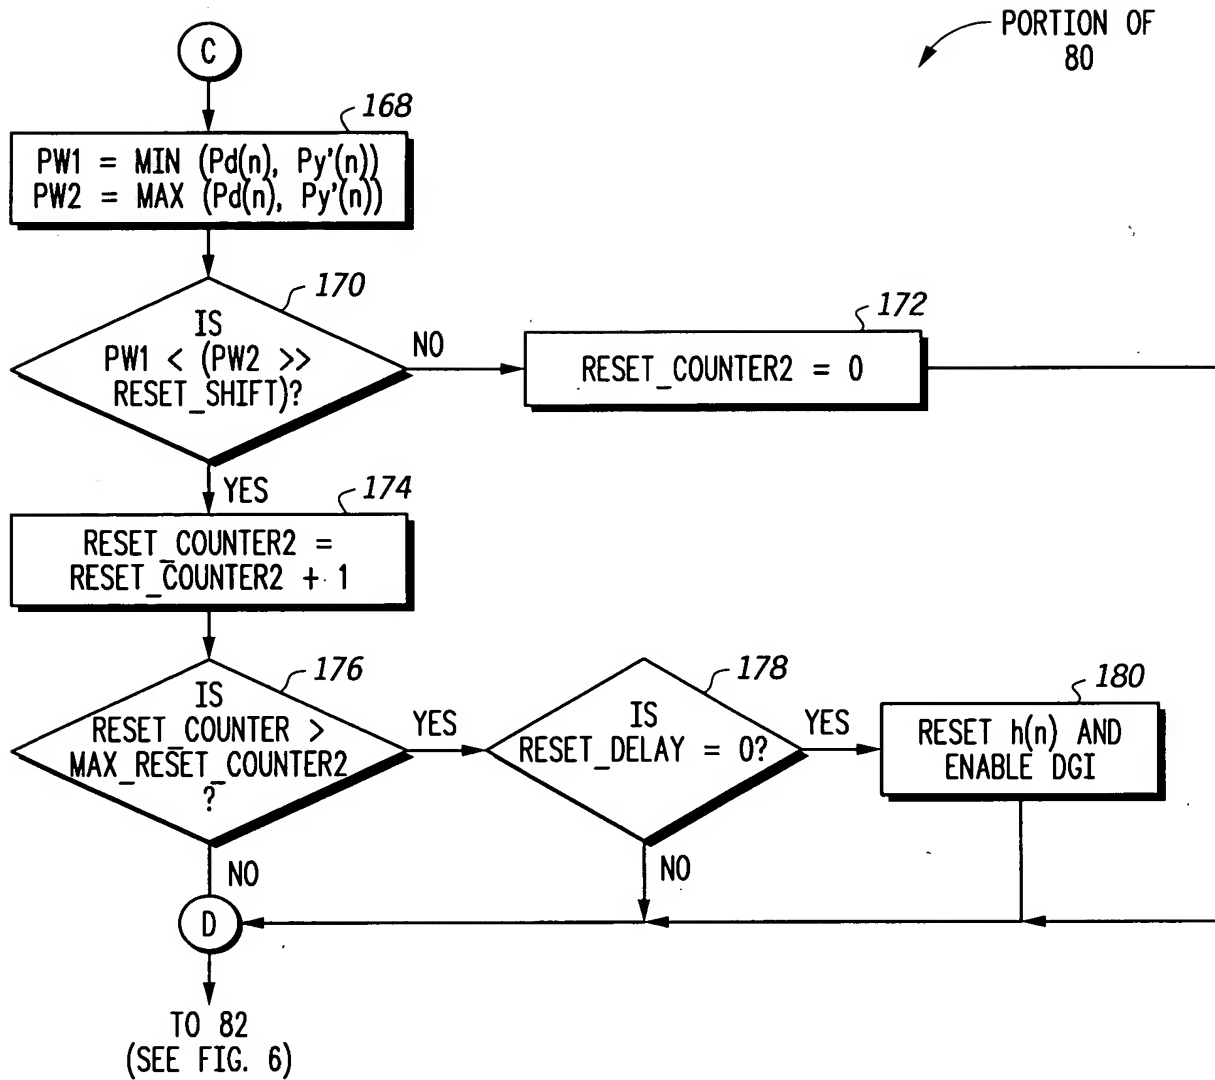 PORTION OF
80
C
168
PW1 = MIN (Pd(n), Py'(n))
PW2 = MAX (Pd(n), Py'(n))
170
IS
PW1 < (PW2 >>
RESET_SHIFT)?
NO
172
RESET_COUNTER2 = 0
YES
174
RESET_COUNTER2 =
RESET_COUNTER2 + 1
176
IS
RESET_COUNTER >
MAX_RESET_COUNTER2
?
YES
178
IS
RESET_DELAY = 0?
YES
180
RESET h(n) AND
ENABLE DGI
NO
NO
D
TO 82
(SEE FIG. 6)